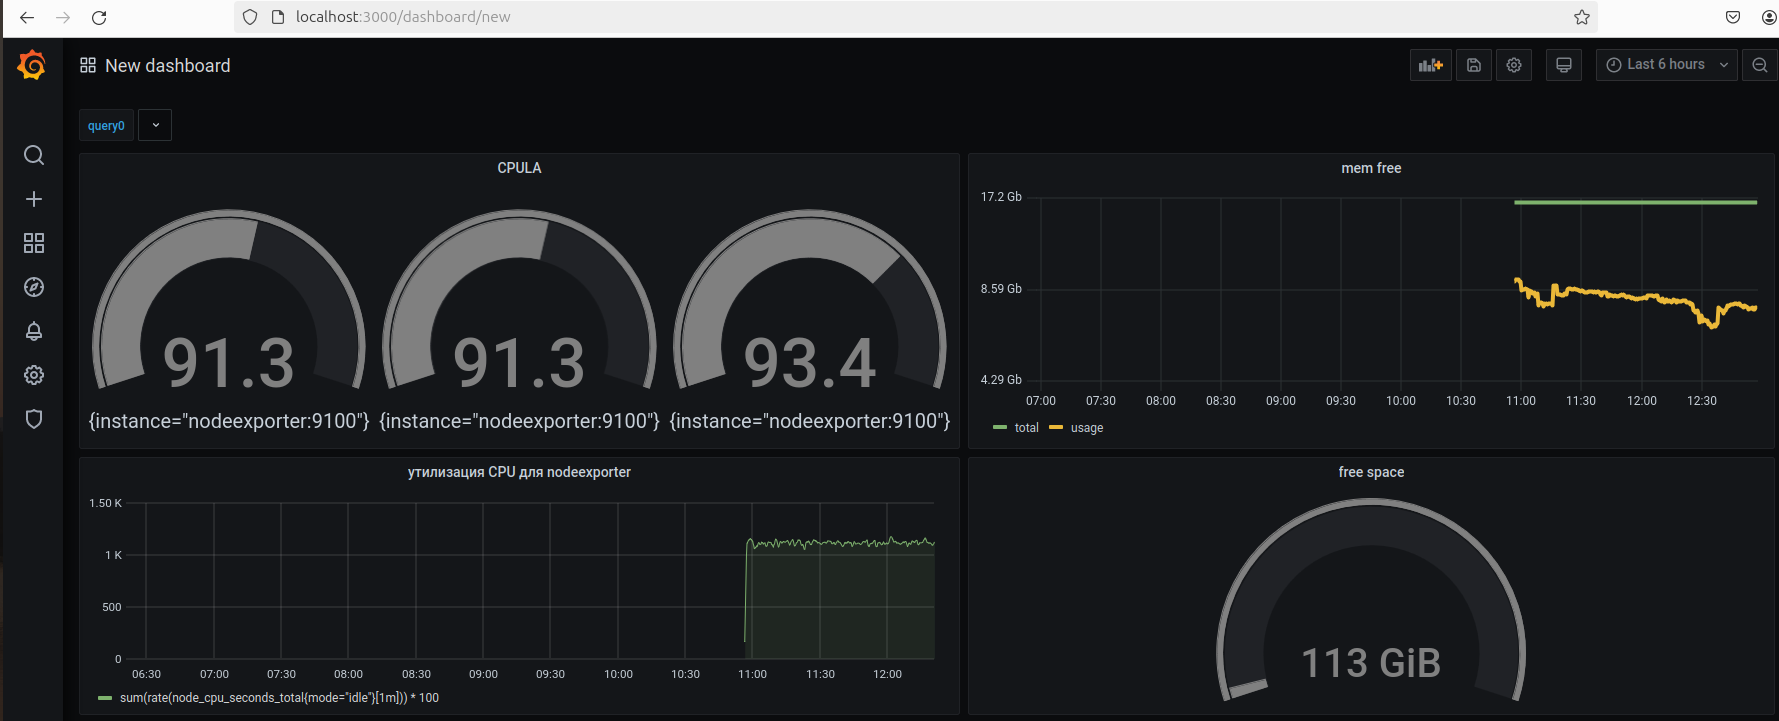 localhost:3000/dashboard/new
New dashboard
Last 6 hours
query0
CPULA
91.3
91.3
93.4
{instance="nodeexporter:9100"} {instance="nodeexporter:9100"} {instance="nodeexporter:9100"}
mem free
17.2 Gb
8.59 Gb
4.29 Gb
07:00 07:30 08:00 08:30 09:00 09:30 10:00 10:30 11:00 11:30 12:00 12:30
total usage
утилизация CPU для nodeexporter
1.50 K
1 K
500
0
06:30 07:00 07:30 08:00 08:30 09:00 09:30 10:00 10:30 11:00 11:30 12:00
sum(rate(node_cpu_seconds_total{mode="idle"}[1m])) * 100
free space
113 GiB